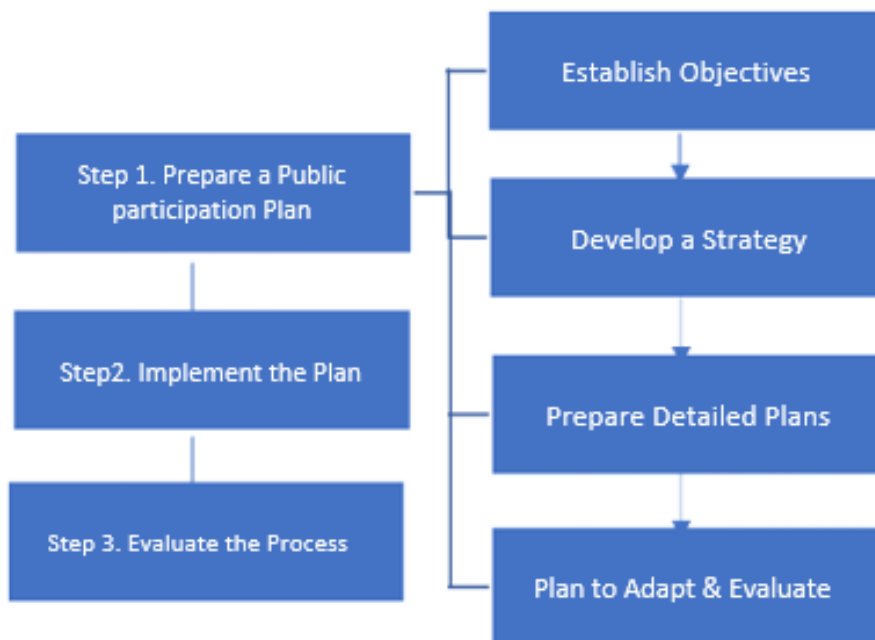 Step 1. Prepare a Public
participation Plan
Step2. Implement the Plan
Step 3. Evaluate the Process
Establish Objectives
Develop a Strategy
Prepare Detailed Plans
Plan to Adapt & Evaluate